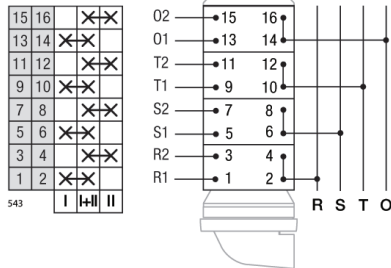 15 16
13 14
11 12
9 10
7 8
5 6
3 4
1 2
543 I I+II II
O2 15 16
O1 13 14
T2 11 12
T1 9 10
S2 7 8
S1 5 6
R2 3 4
R1 1 2
R S T O